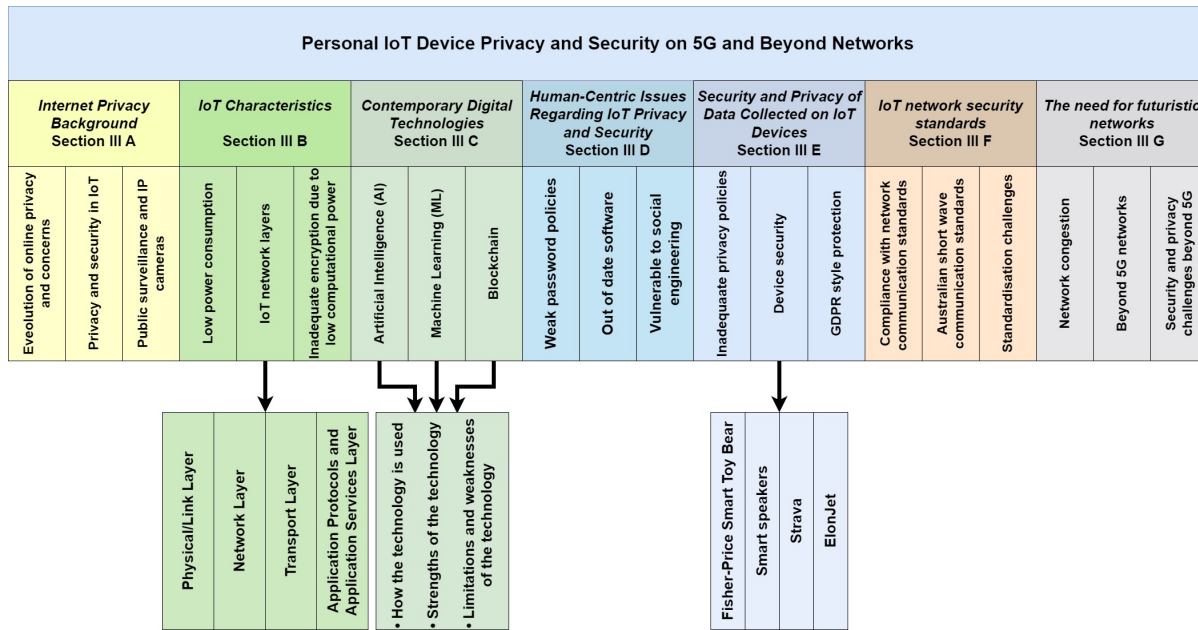 Personal IoT Device Privacy and Security on 5G and Beyond Networks
Internet Privacy
Background
Section III A
IoT Characteristics
Section III B
Contemporary Digital
Technologies
Section III C
Human-Centric Issues
Regarding IoT Privacy
and Security
Section III D
Security and Privacy of
Data Collected on IoT
Devices
Section III E
IoT network security
standards
Section III F
The need for futuristic
networks
Section III G
Eveolution of online privacy
and concerns
Privacy and security in IoT
Public surveillance and IP
cameras
Low power consumption
IoT network layers
Inadequate encryption due to
low computational power
Artificial Intelligence (AI)
Machine Learning (ML)
Blockchain
Weak password policies
Out of date software
Vulnerable to social
engineering
Inadequaate privacy policies
Device security
GDPR style protection
Compliance with network
communication standards
Australian short wave
communication standards
Standardisation challenges
Network congestion
Beyond 5G networks
Security and privacy
challenges beyond 5G
Physical/Link Layer
Network Layer
Transport Layer
Application Protocols and
Application Services Layer
• How the technology is used
• Strengths of the technology
• Limitations and weaknesses
of the technology
Fisher-Price Smart Toy Bear
Smart speakers
Strava
ElonJet